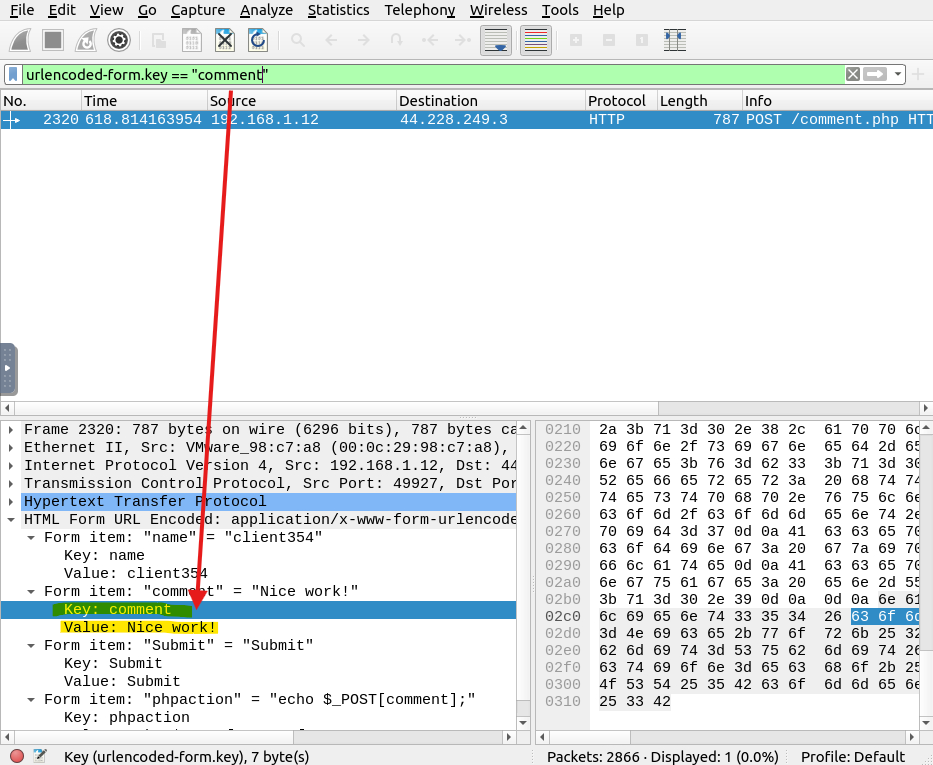 File Edit View Go Capture Analyze Statistics Telephony Wireless Tools Help
urlencoded-form.key == "comment"
No. Time Source Destination Protocol Length Info
2320 618.814163954 192.168.1.12 44.228.249.3 HTTP 787 POST /comment.php HTT
Frame 2320: 787 bytes on wire (6296 bits), 787 bytes ca
Ethernet II, Src: VMware_98:c7:a8 (00:0c:29:98:c7:a8),
Internet Protocol Version 4, Src: 192.168.1.12, Dst: 44
Transmission Control Protocol, Src Port: 49927, Dst Por
Hypertext Transfer Protocol
HTML Form URL Encoded: application/x-www-form-urlencode
Form item: "name" = "client354"
Key: name
Value: client354
Form item: "comment" = "Nice work!"
Key: comment
Value: Nice work!
Form item: "Submit" = "Submit"
Key: Submit
Value: Submit
Form item: "phpaction" = "echo $_POST[comment];"
Key: phpaction
0210 2a 3b 71 3d 30 2e 38 2c 61 70 70 6c
0220 69 6f 6e 2f 73 69 67 6e 65 64 2d 65
0230 6e 67 65 3b 76 3d 62 33 3b 71 3d 30
0240 52 65 66 65 72 65 72 3a 20 68 74 74
0250 74 65 73 74 70 68 70 2e 76 75 6c 6e
0260 63 6f 6d 2f 63 6f 6d 6d 65 6e 74 2e
0270 70 69 64 3d 37 0d 0a 41 63 63 65 70
0280 63 6f 64 69 6e 67 3a 20 67 7a 69 70
0290 66 6c 61 74 65 0d 0a 41 63 63 65 70
02a0 6e 67 75 61 67 65 3a 20 65 6e 2d 55
02b0 3b 71 3d 30 2e 39 0d 0a 0d 0a 6e 61
02c0 6c 69 65 6e 74 33 35 34 26 63 6f 6d
02d0 3d 4e 69 63 65 2b 77 6f 72 6b 25 32
02e0 62 6d 69 74 3d 53 75 62 6d 69 74 26
02f0 63 74 69 6f 6e 3d 65 63 68 6f 2b 25
0300 4f 53 54 25 35 42 63 6f 6d 6d 65 6e
0310 25 33 42
Key (urlencoded-form.key), 7 byte(s) Packets: 2866 · Displayed: 1 (0.0%) Profile: Default